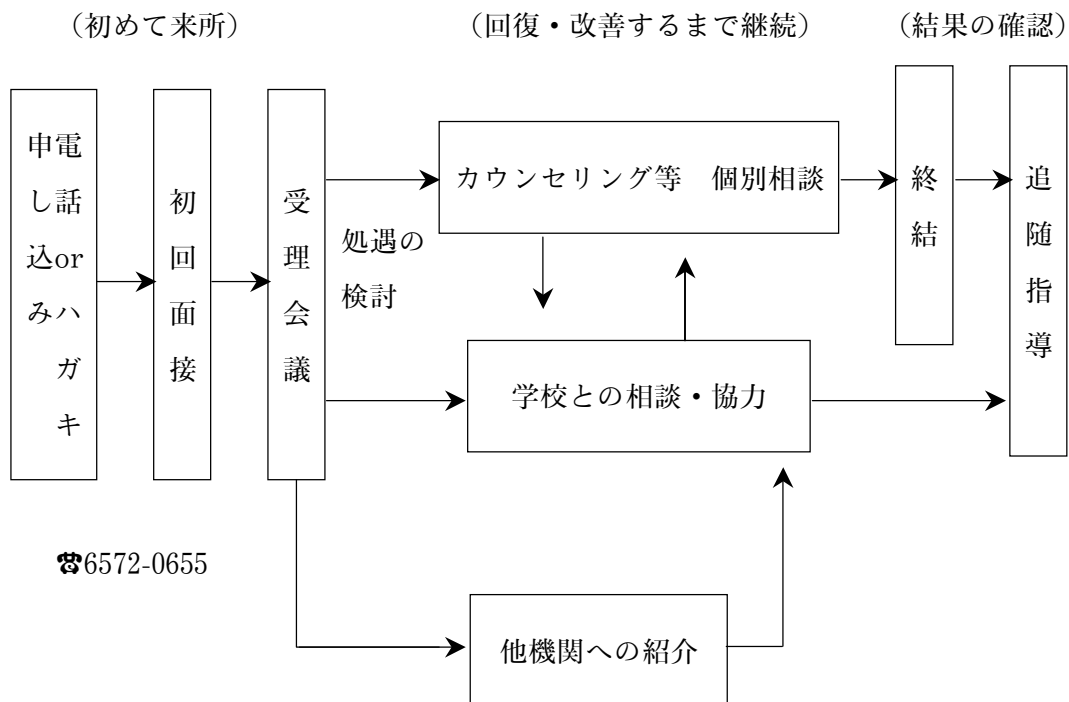 （初めて来所）
（回復・改善するまで継続）
（結果の確認）
電話orハガキ
申し込み
初回面接
受理会議
処遇の
検討
カウンセリング等　個別相談
学校との相談・協力
他機関への紹介
終結
追随指導
☎6572-0655